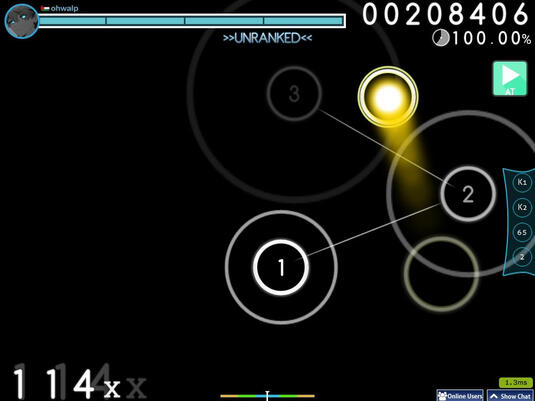 ohwalp
00208406
>>UNRANKED<<
100.00%
AT
3
2
1
K1
K2
65
2
114x
1.3ms
Online Users
Show Chat